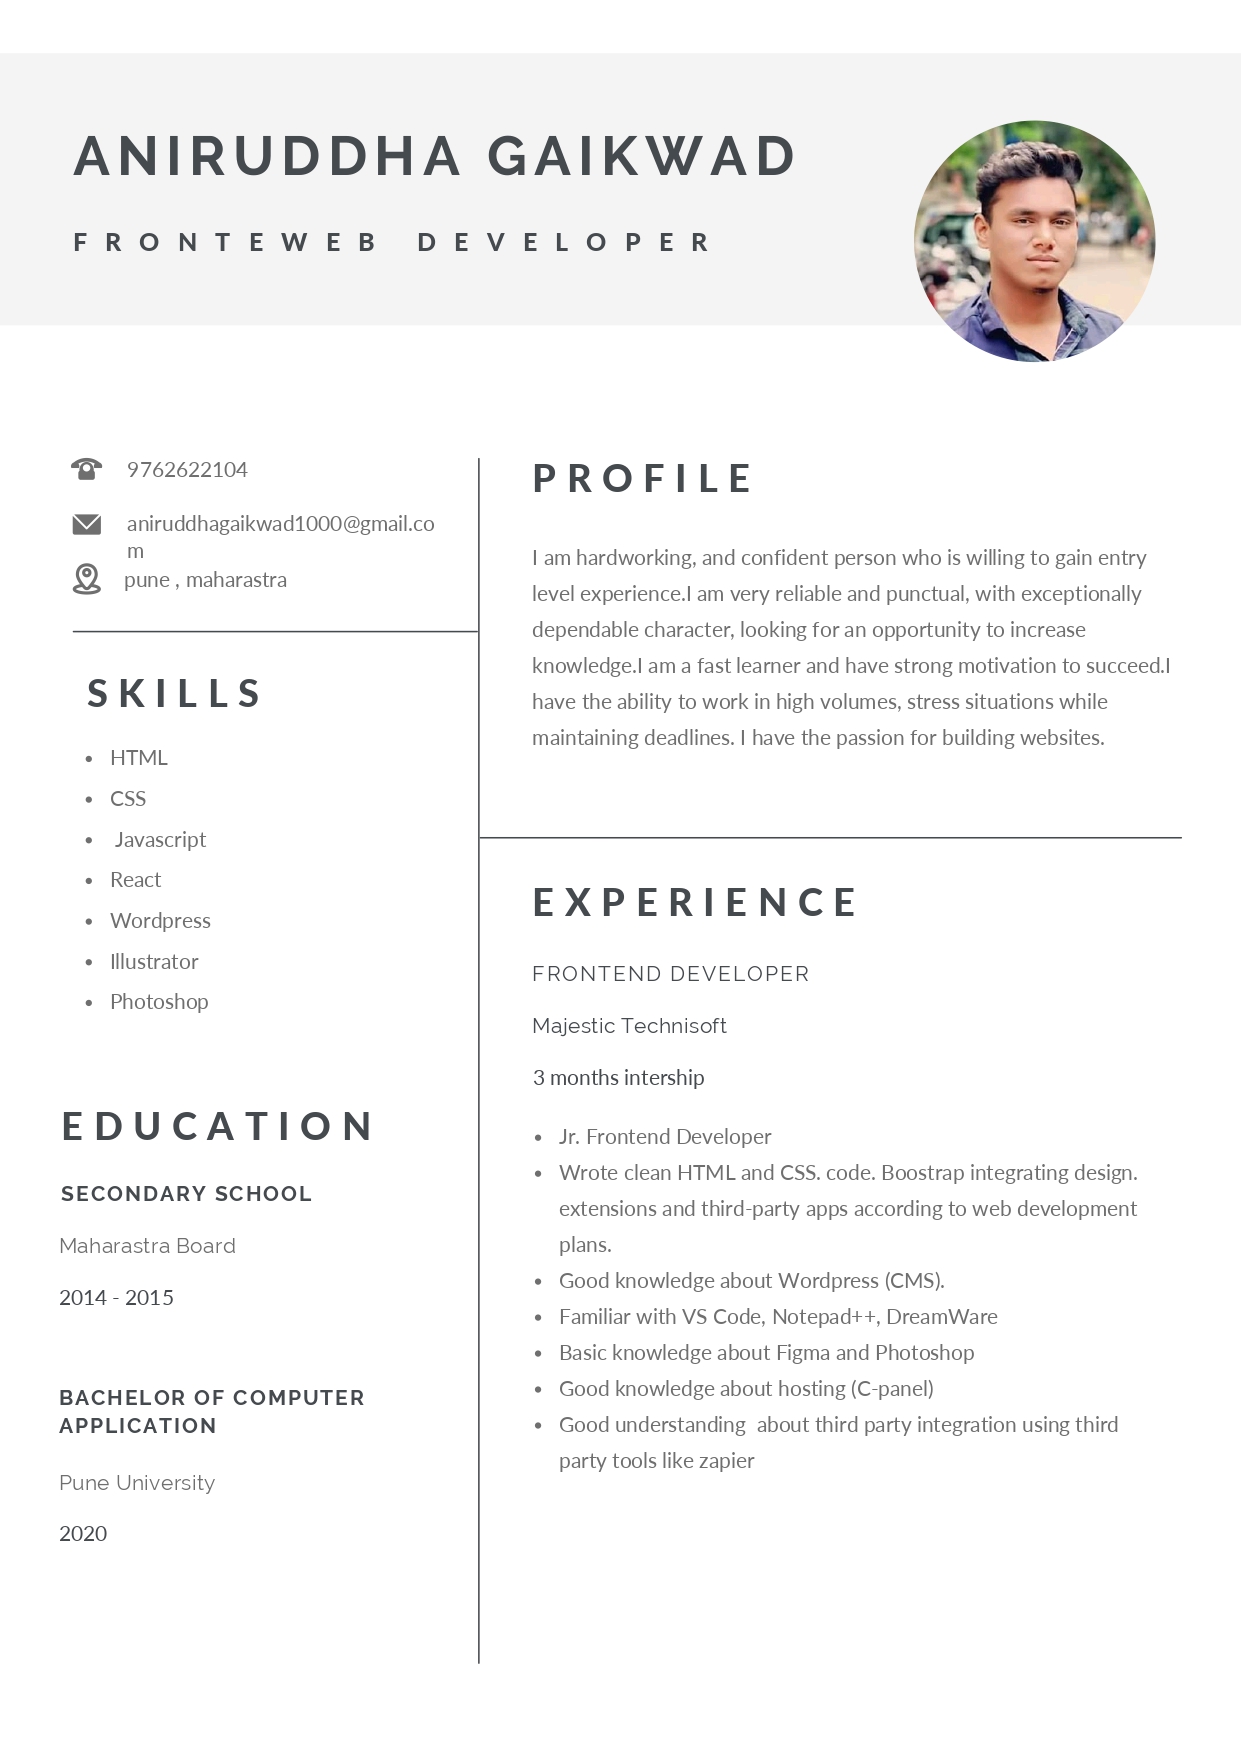 ANIRUDDHA GAIKWAD
FRONTEWEB DEVELOPER
9762622104
aniruddhagaikwad1000@gmail.co
m
pune , maharastra
SKILLS
• HTML
• CSS
• Javascript
• React
• Wordpress
• Illustrator
• Photoshop
EDUCATION
SECONDARY SCHOOL
Maharastra Board
2014 - 2015
BACHELOR OF COMPUTER
APPLICATION
Pune University
2020
PROFILE
I am hardworking, and confident person who is willing to gain entry
level experience.I am very reliable and punctual, with exceptionally
dependable character, looking for an opportunity to increase
knowledge.I am a fast learner and have strong motivation to succeed.I
have the ability to work in high volumes, stress situations while
maintaining deadlines. I have the passion for building websites.
EXPERIENCE
FRONTEND DEVELOPER
Majestic Technisoft
3 months intership
• Jr. Frontend Developer
• Wrote clean HTML and CSS. code. Boostrap integrating design.
extensions and third-party apps according to web development
plans.
• Good knowledge about Wordpress (CMS).
• Familiar with VS Code, Notepad++, DreamWare
• Basic knowledge about Figma and Photoshop
• Good knowledge about hosting (C-panel)
• Good understanding  about third party integration using third
party tools like zapier